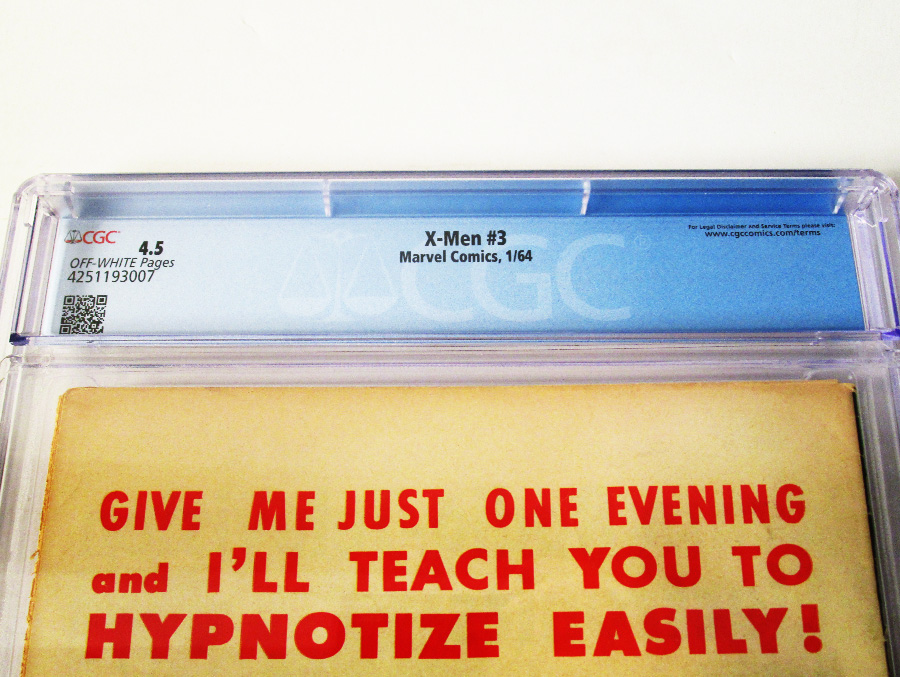 CGC
4.5
OFF-WHITE Pages
4251193007
X-Men #3
Marvel Comics, 1/64
For Legal Disclaimer and Service Terms please visit:
www.cgccomics.com/terms
CGC®
GIVE ME JUST ONE EVENING
and I'LL TEACH YOU TO
HYPNOTIZE EASILY!